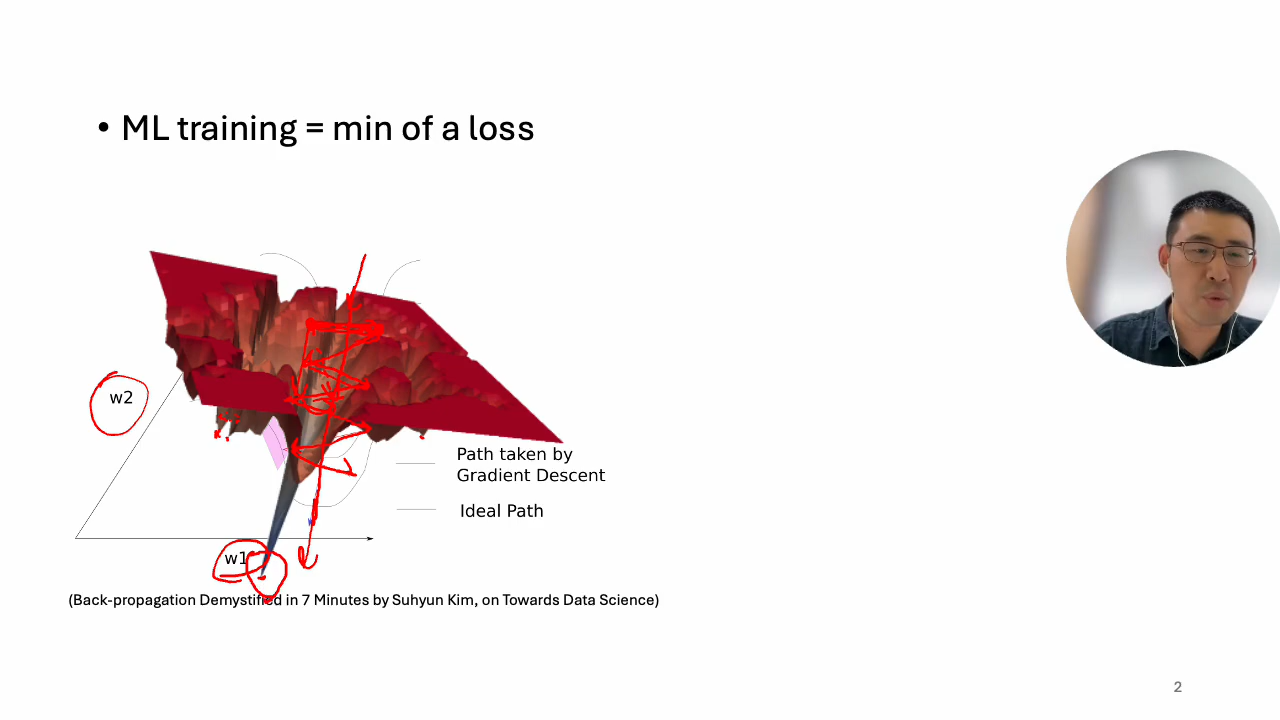 • ML training = min of a loss
w2
Path taken by
Gradient Descent
Ideal Path
w1
(Back-propagation Demystified in 7 Minutes by Suhyun Kim, on Towards Data Science)
2